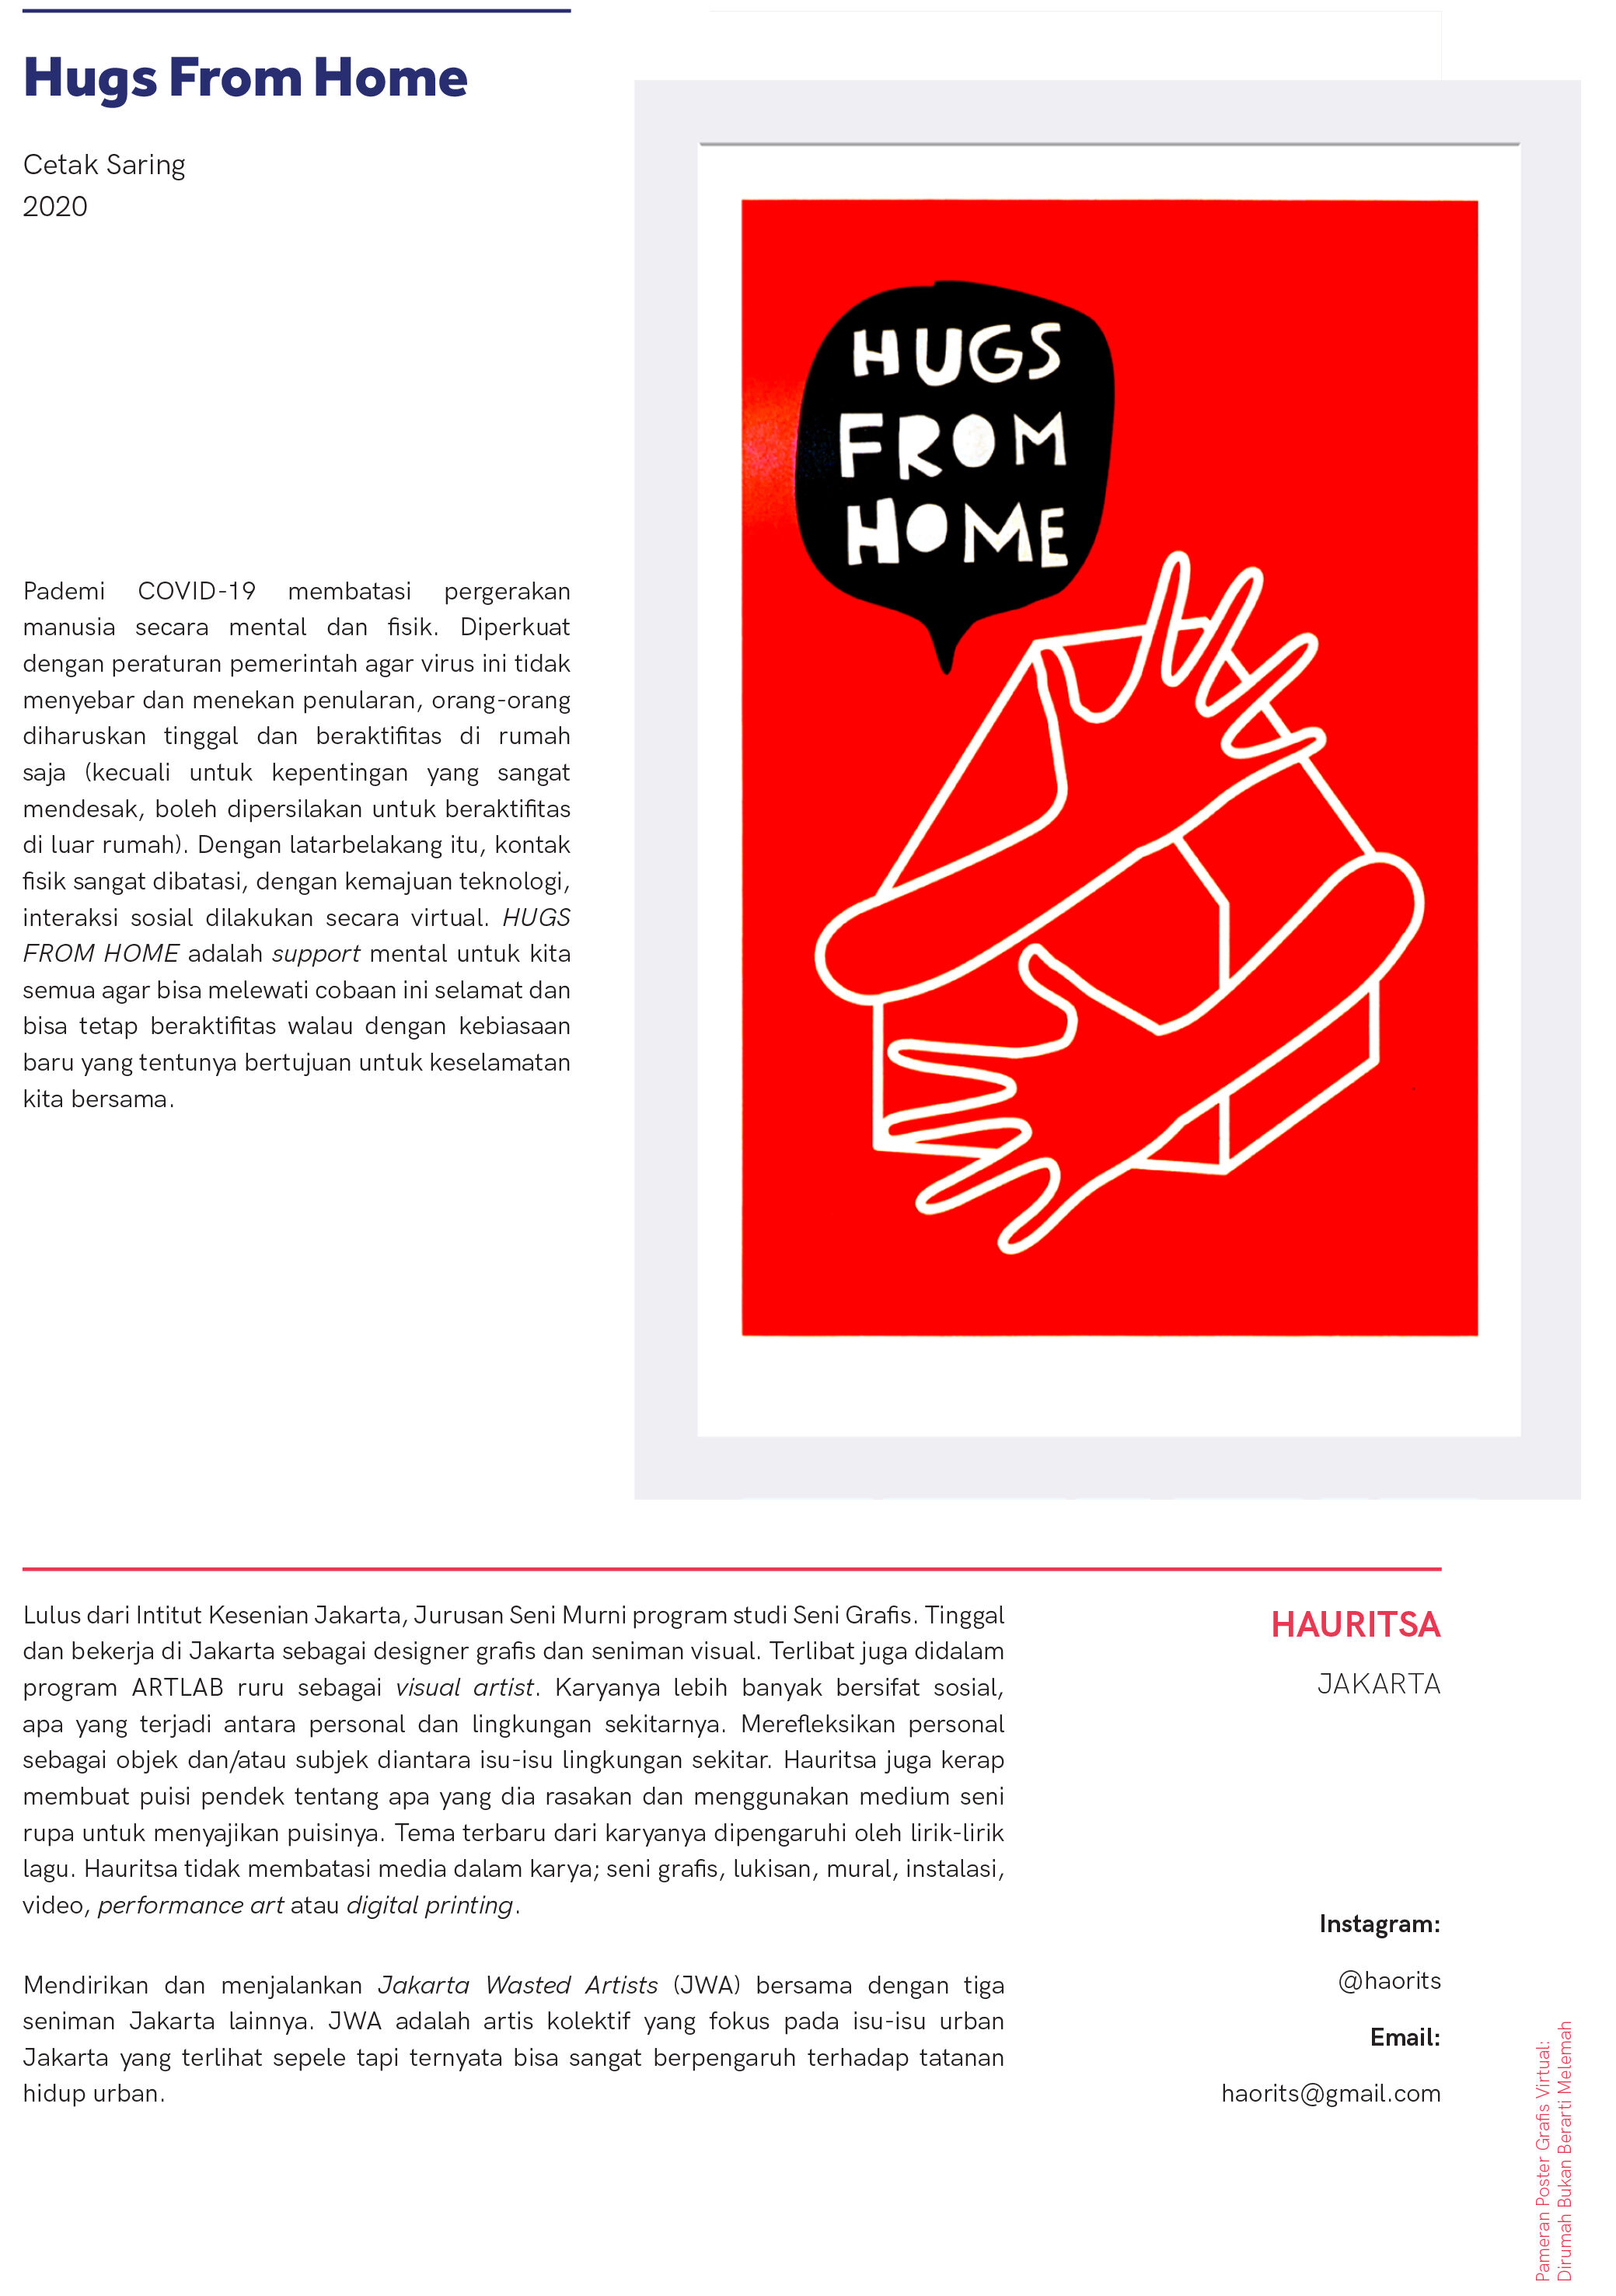 Hugs From Home
Cetak Saring
2020
Pademi COVID-19 membatasi pergerakan
manusia secara mental dan fisik. Diperkuat
dengan peraturan pemerintah agar virus ini tidak
menyebar dan menekan penularan, orang-orang
diharuskan tinggal dan beraktifitas di rumah
saja (kecuali untuk kepentingan yang sangat
mendesak, boleh dipersilakan untuk beraktifitas
di luar rumah). Dengan latarbelakang itu, kontak
fisik sangat dibatasi, dengan kemajuan teknologi,
interaksi sosial dilakukan secara virtual. HUGS
FROM HOME adalah support mental untuk kita
semua agar bisa melewati cobaan ini selamat dan
bisa tetap beraktifitas walau dengan kebiasaan
baru yang tentunya bertujuan untuk keselamatan
kita bersama.
HUGS
FROM
HOME
Lulus dari Intitut Kesenian Jakarta, Jurusan Seni Murni program studi Seni Grafis. Tinggal
dan bekerja di Jakarta sebagai designer grafis dan seniman visual. Terlibat juga didalam
program ARTLAB ruru sebagai visual artist. Karyanya lebih banyak bersifat sosial,
apa yang terjadi antara personal dan lingkungan sekitarnya. Merefleksikan personal
sebagai objek dan/atau subjek diantara isu-isu lingkungan sekitar. Hauritsa juga kerap
membuat puisi pendek tentang apa yang dia rasakan dan menggunakan medium seni
rupa untuk menyajikan puisinya. Tema terbaru dari karyanya dipengaruhi oleh lirik-lirik
lagu. Hauritsa tidak membatasi media dalam karya; seni grafis, lukisan, mural, instalasi,
video, performance art atau digital printing.
Mendirikan dan menjalankan Jakarta Wasted Artists (JWA) bersama dengan tiga
seniman Jakarta lainnya. JWA adalah artis kolektif yang fokus pada isu-isu urban
Jakarta yang terlihat sepele tapi ternyata bisa sangat berpengaruh terhadap tatanan
hidup urban.
HAURITSA
JAKARTA
Instagram:
@haorits
Email:
haorits@gmail.com
Pameran Poster Grafis Virtual:
Dirumah Bukan Berarti Melemah